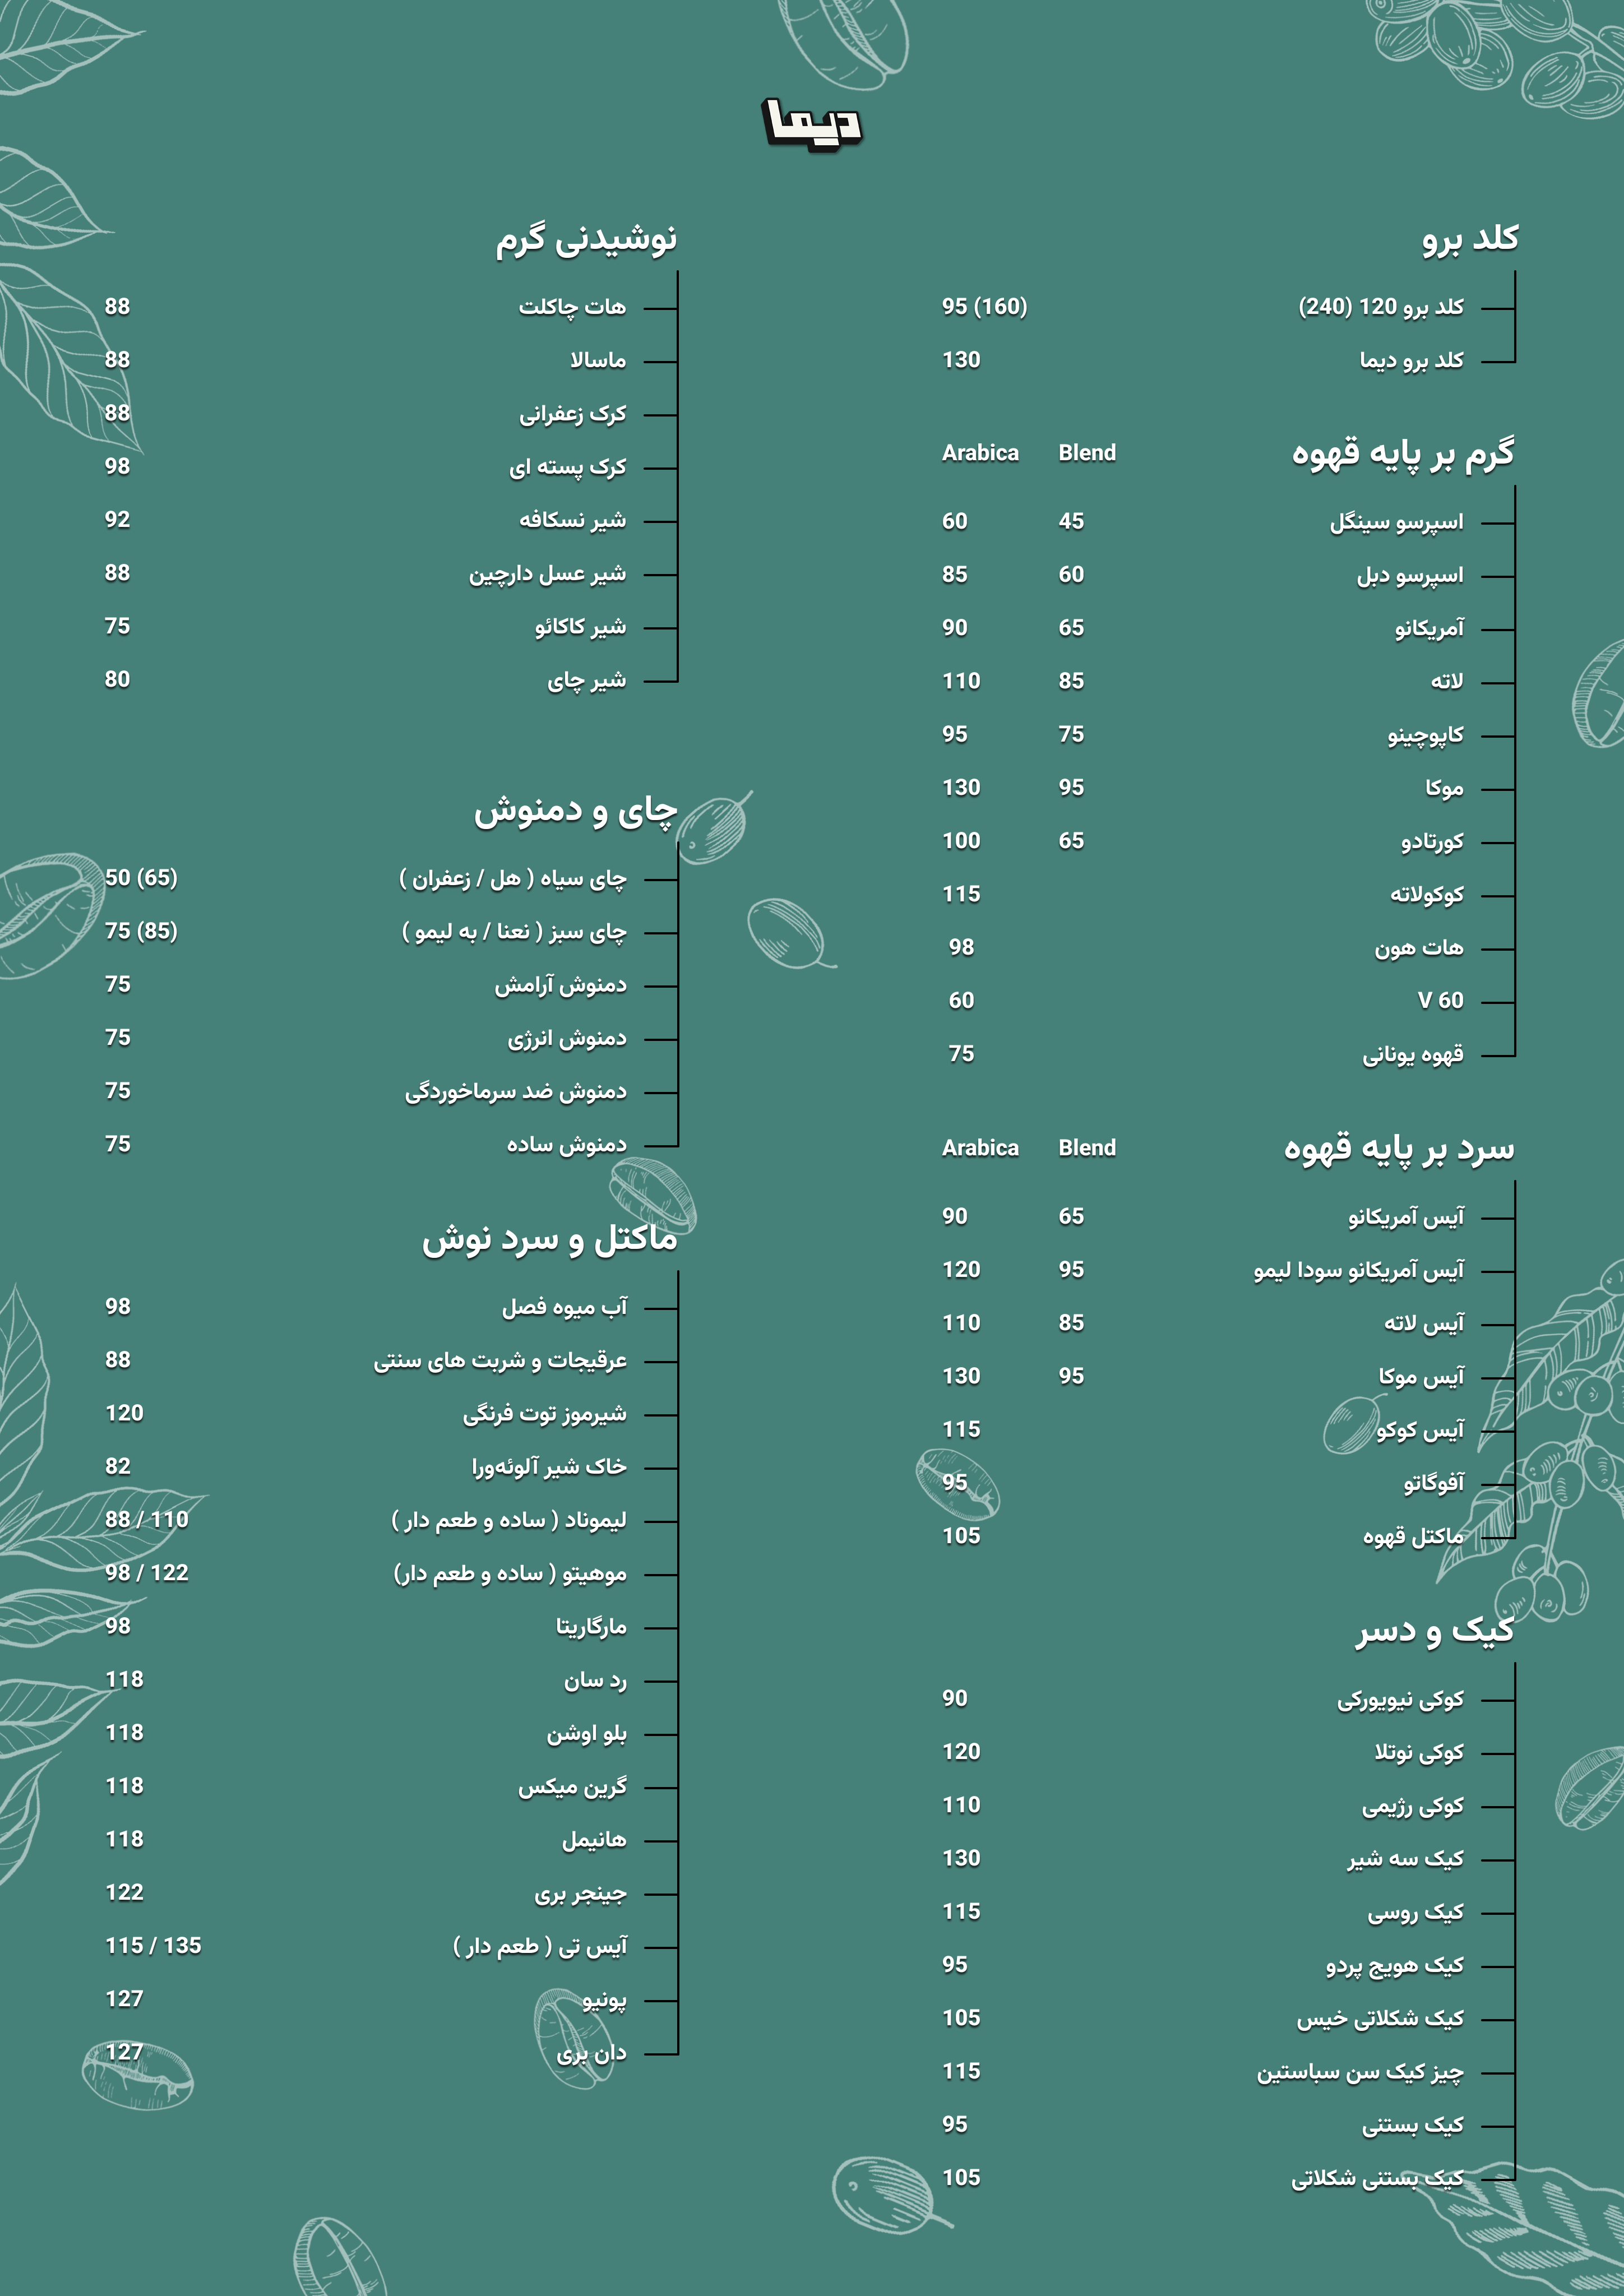 دیما
کلد برو
کلد برو 120 (240) 95 (160)
کلد برو دیما 130
گرم بر پایه قهوه Blend Arabica
اسپرسو سینگل 45 60
اسپرسو دبل 60 85
آمریکانو 65 90
لاته 85 110
کاپوچینو 75 95
موکا 95 130
کورتادو 65 100
کوکولاته 115
هات هون 98
V 60 60
قهوه یونانی 75
سرد بر پایه قهوه Blend Arabica
آیس آمریکانو 65 90
آیس آمریکانو سودا لیمو 95 120
آیس لاته 85 110
آیس موکا 95 130
آیس کوکو 115
آفوگاتو 95
ماکتل قهوه 105
کیک و دسر
کوکی نیویورکی 90
کوکی نوتلا 120
کوکی رژیمی 110
کیک سه شیر 130
کیک روسی 115
کیک هویج پردو 95
کیک شکلاتی خیس 105
چیز کیک سن سباستین 115
کیک بستنی 95
کیک بستنی شکلاتی 105
نوشیدنی گرم
هات چاکلت 88
ماسالا 88
کرک زعفرانی 88
کرک پسته ای 98
شیر نسکافه 92
شیر عسل دارچین 88
شیر کاکائو 75
شیر چای 80
چای و دمنوش
چای سیاه ( هل / زعفران ) 50 (65)
چای سبز ( نعنا / به لیمو ) 75 (85)
دمنوش آرامش 75
دمنوش انرژی 75
دمنوش ضد سرماخوردگی 75
دمنوش ساده 75
ماکتل و سرد نوش
آب میوه فصل 98
عرقیجات و شربت های سنتی 88
شیرموز توت فرنگی 120
خاک شیر آلوئه‌ورا 82
لیموناد ( ساده و طعم دار ) 88 / 110
موهیتو ( ساده و طعم دار) 98 / 122
مارگاریتا 98
رد سان 118
بلو اوشن 118
گرین میکس 118
هانیمل 118
جینجر بری 122
آیس تی ( طعم دار ) 115 / 135
پونیو 127
دان بری 127